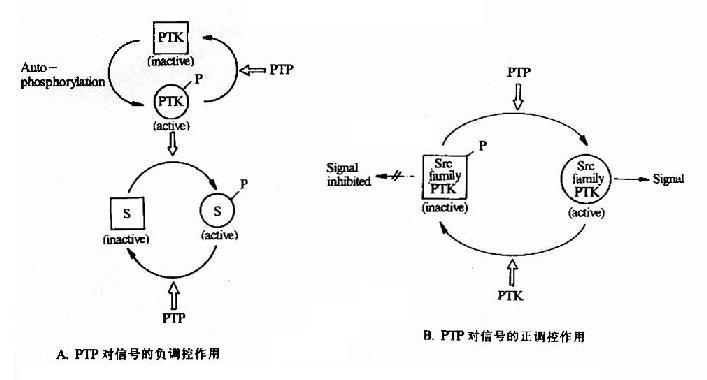 PTK
(inactive)
Auto-
phosphorylation
PTP
P
PTK
(active)
P
S
(inactive)
S
(active)
PTP
A. PTP 对信号的负调控作用
PTP
P
Src
family
PTK
(inactive)
Signal
inhibited
Src
family
PTK
(active)
Signal
PTK
B. PTP 对信号的正调控作用